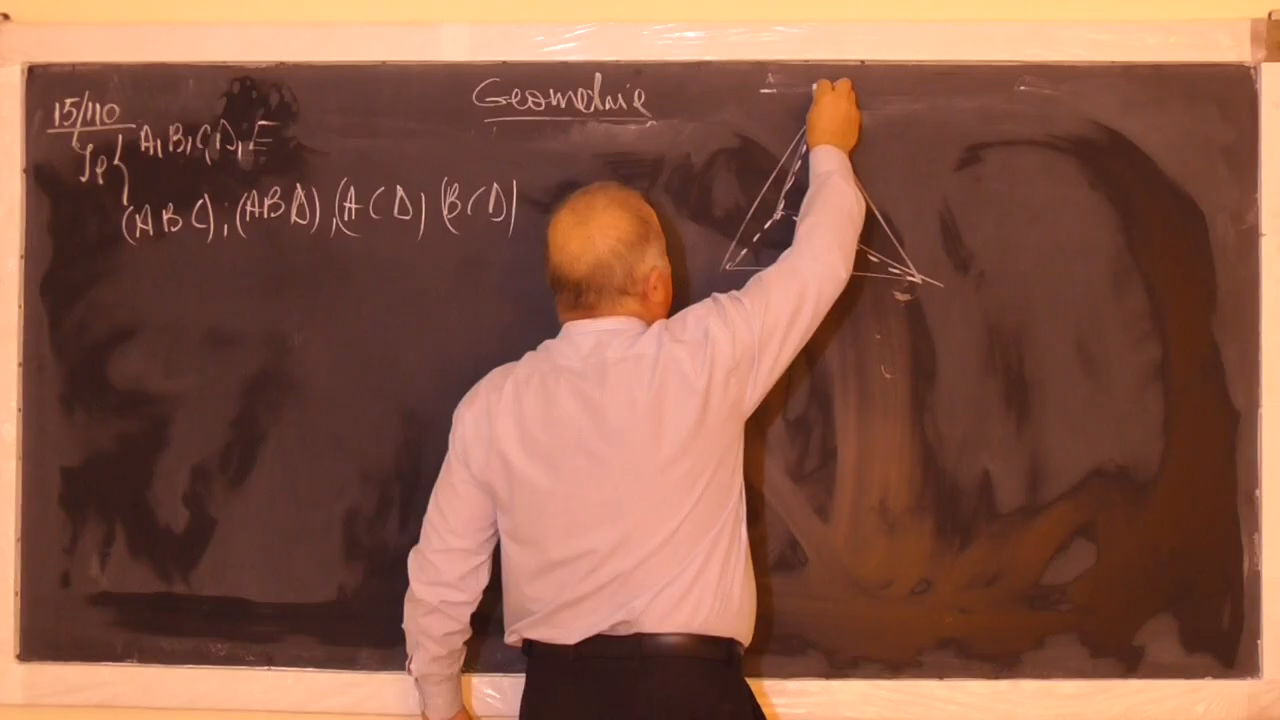 Geometrie
15/110
Ip { A, B, C, D, E
(ABC); (ABD), (ACD) (BCD)